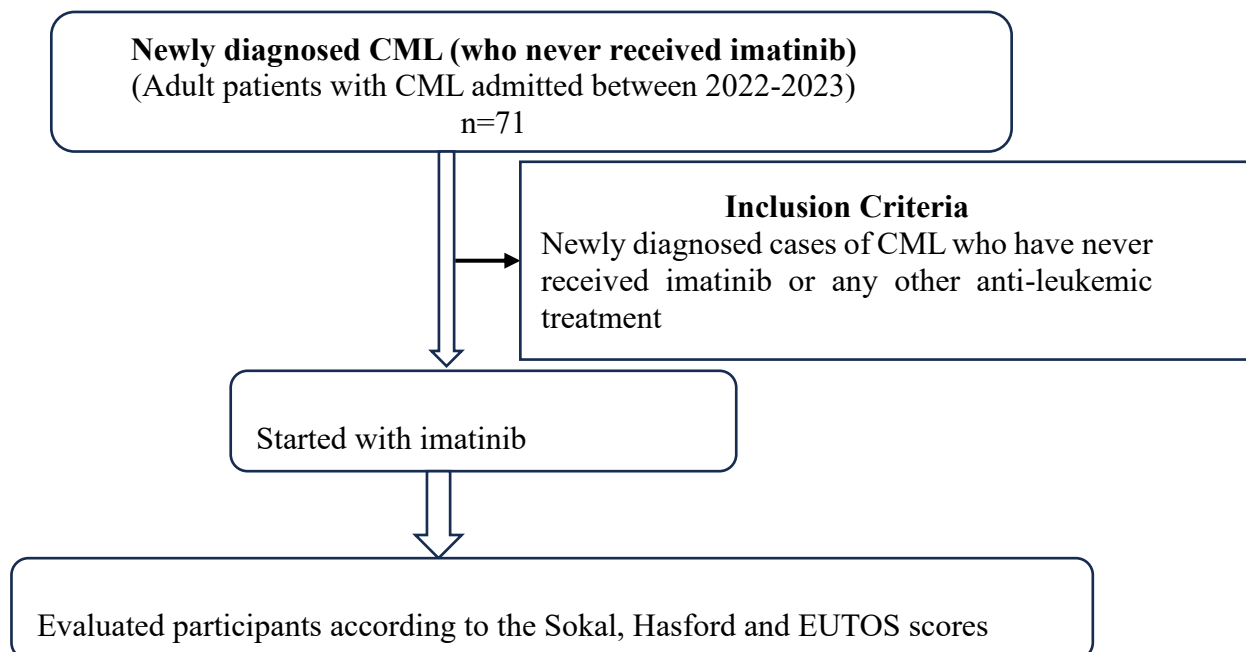 Newly diagnosed CML (who never received imatinib)
(Adult patients with CML admitted between 2022-2023)
n=71
Inclusion Criteria
Newly diagnosed cases of CML who have never
received imatinib or any other anti-leukemic
treatment
Started with imatinib
Evaluated participants according to the Sokal, Hasford and EUTOS scores